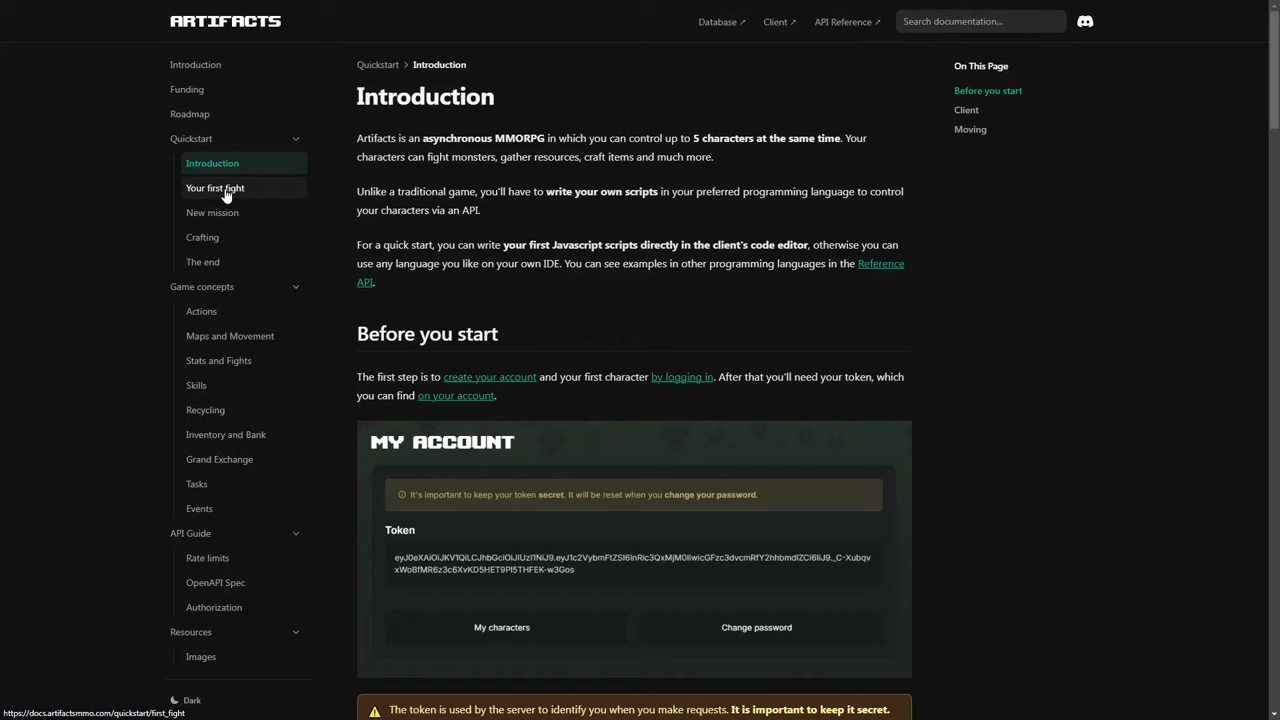 ARTIFACTS
Database ↗
Client ↗
API Reference ↗
Search documentation...
Introduction
Funding
Roadmap
Quickstart
Introduction
Your first fight
New mission
Crafting
The end
Game concepts
Actions
Maps and Movement
Stats and Fights
Skills
Recycling
Inventory and Bank
Grand Exchange
Tasks
Events
API Guide
Rate limits
OpenAPI Spec
Authorization
Resources
Images
Dark
https://docs.artifactsmmo.com/quickstart/first_fight
Quickstart > Introduction
Introduction
Artifacts is an asynchronous MMORPG in which you can control up to 5 characters at the same time. Your
characters can fight monsters, gather resources, craft items and much more.
Unlike a traditional game, you'll have to write your own scripts in your preferred programming language to control
your characters via an API.
For a quick start, you can write your first Javascript scripts directly in the client's code editor, otherwise you can
use any language you like on your own IDE. You can see examples in other programming languages in the Reference
API.
Before you start
The first step is to create your account and your first character by logging in. After that you'll need your token, which
you can find on your account.
MY ACCOUNT
It's important to keep your token secret. It will be reset when you change your password.
Token
My characters
Change password
The token is used by the server to identify you when you make requests. It is important to keep it secret.
On This Page
Before you start
Client
Moving